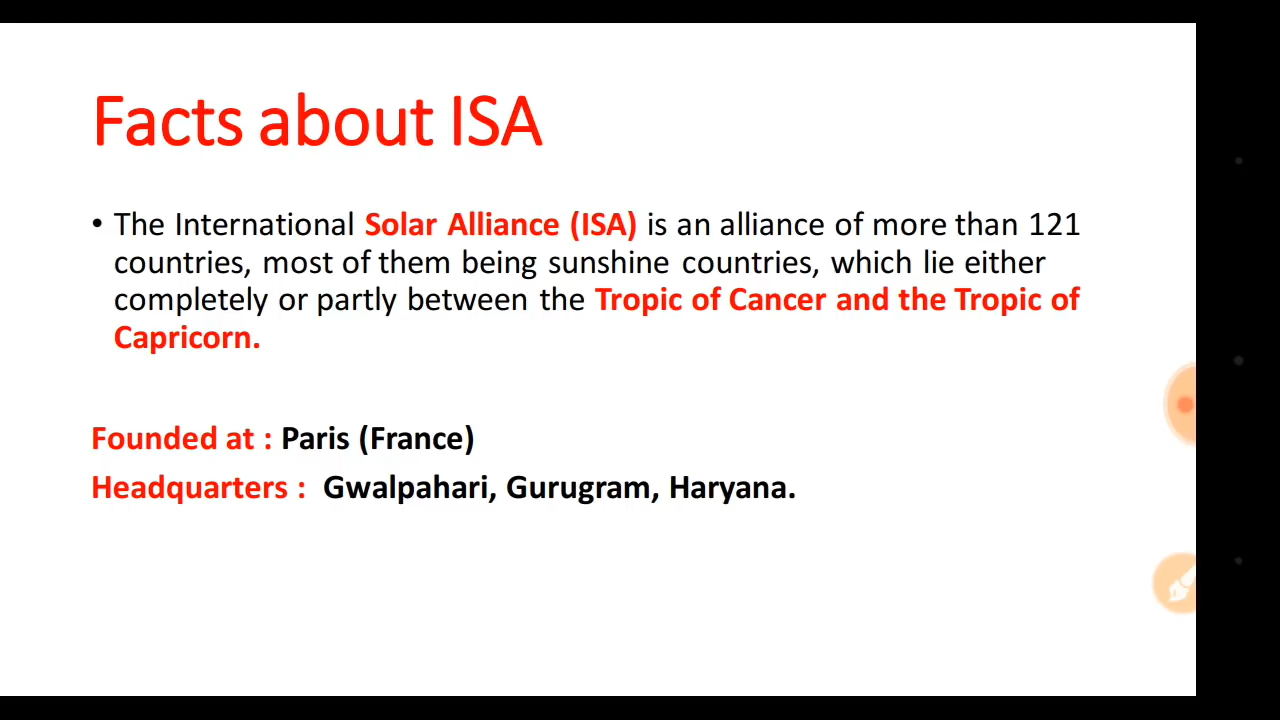 Facts about ISA
• The International Solar Alliance (ISA) is an alliance of more than 121
countries, most of them being sunshine countries, which lie either
completely or partly between the Tropic of Cancer and the Tropic of
Capricorn.
Founded at : Paris (France)
Headquarters : Gwalpahari, Gurugram, Haryana.